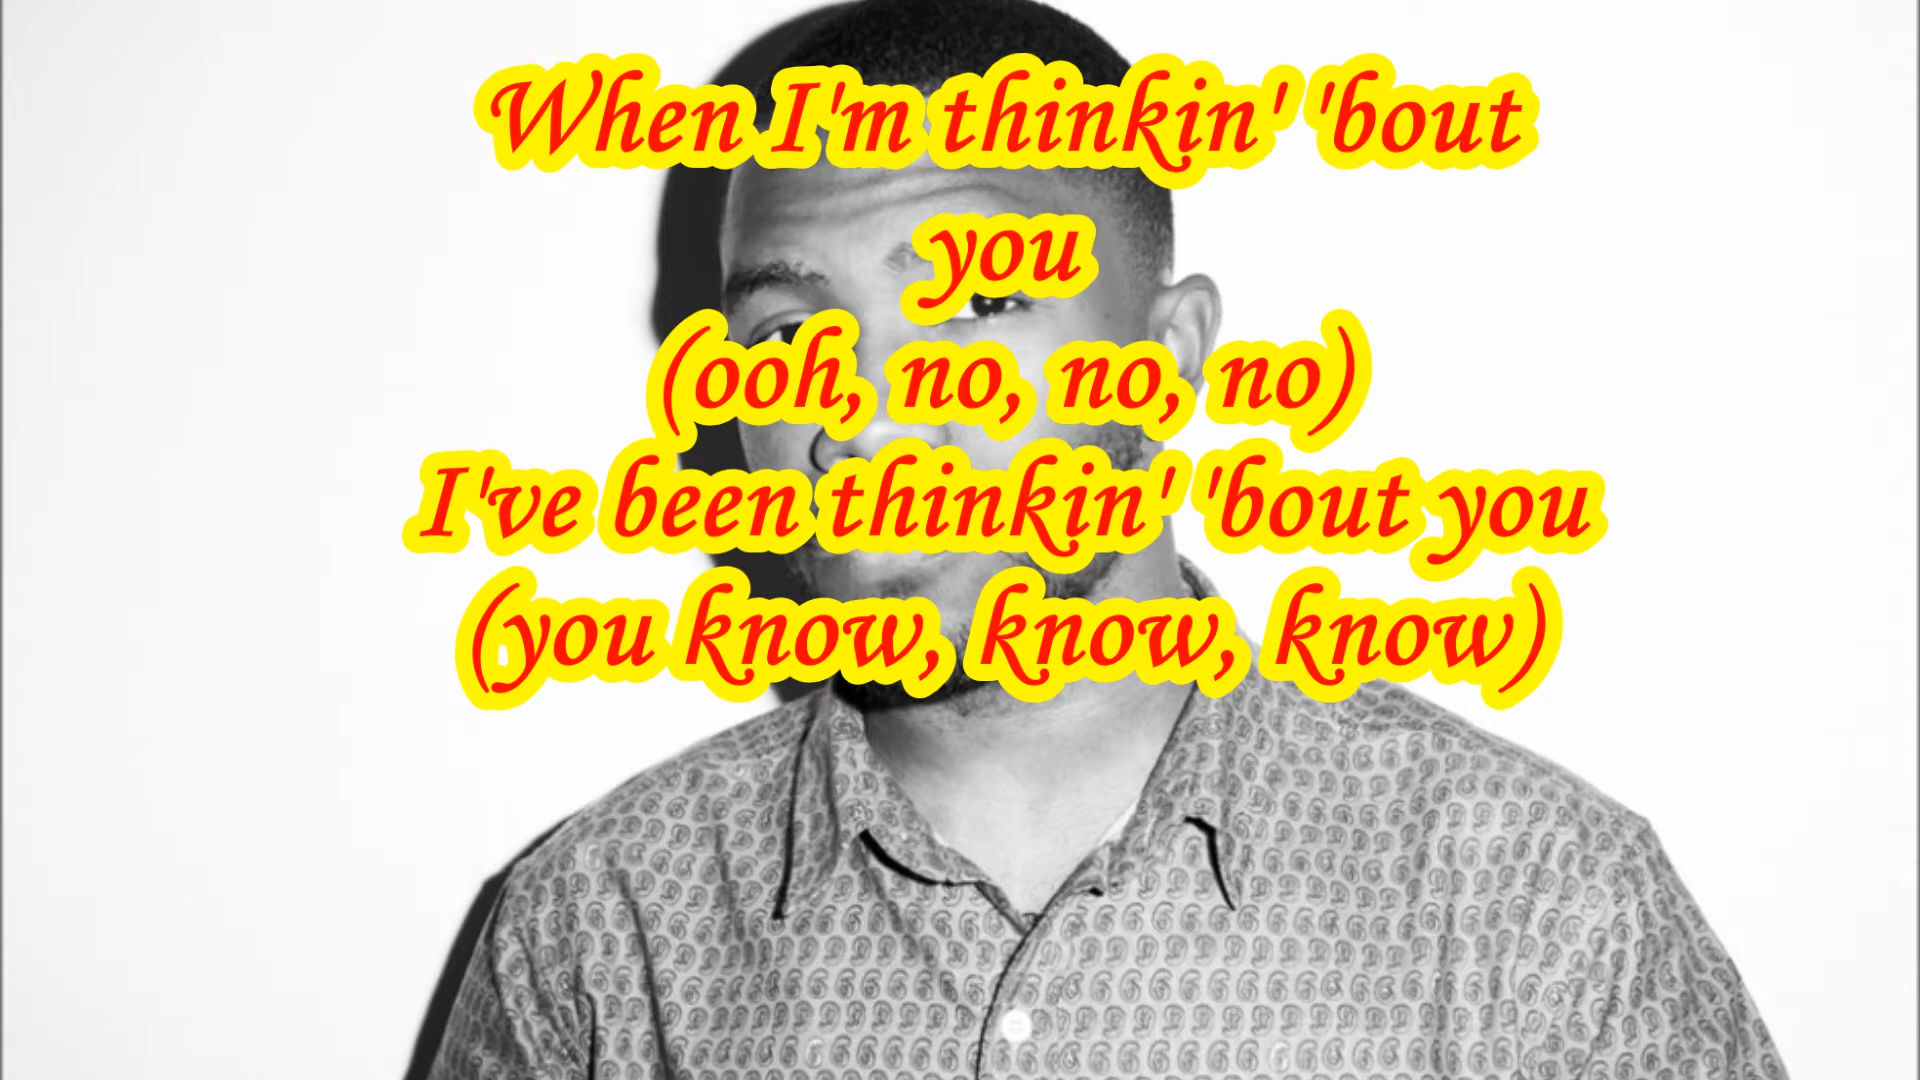 When I'm thinkin' 'bout
you
(ooh, no, no, no)
I've been thinkin' 'bout you
(you know, know, know)